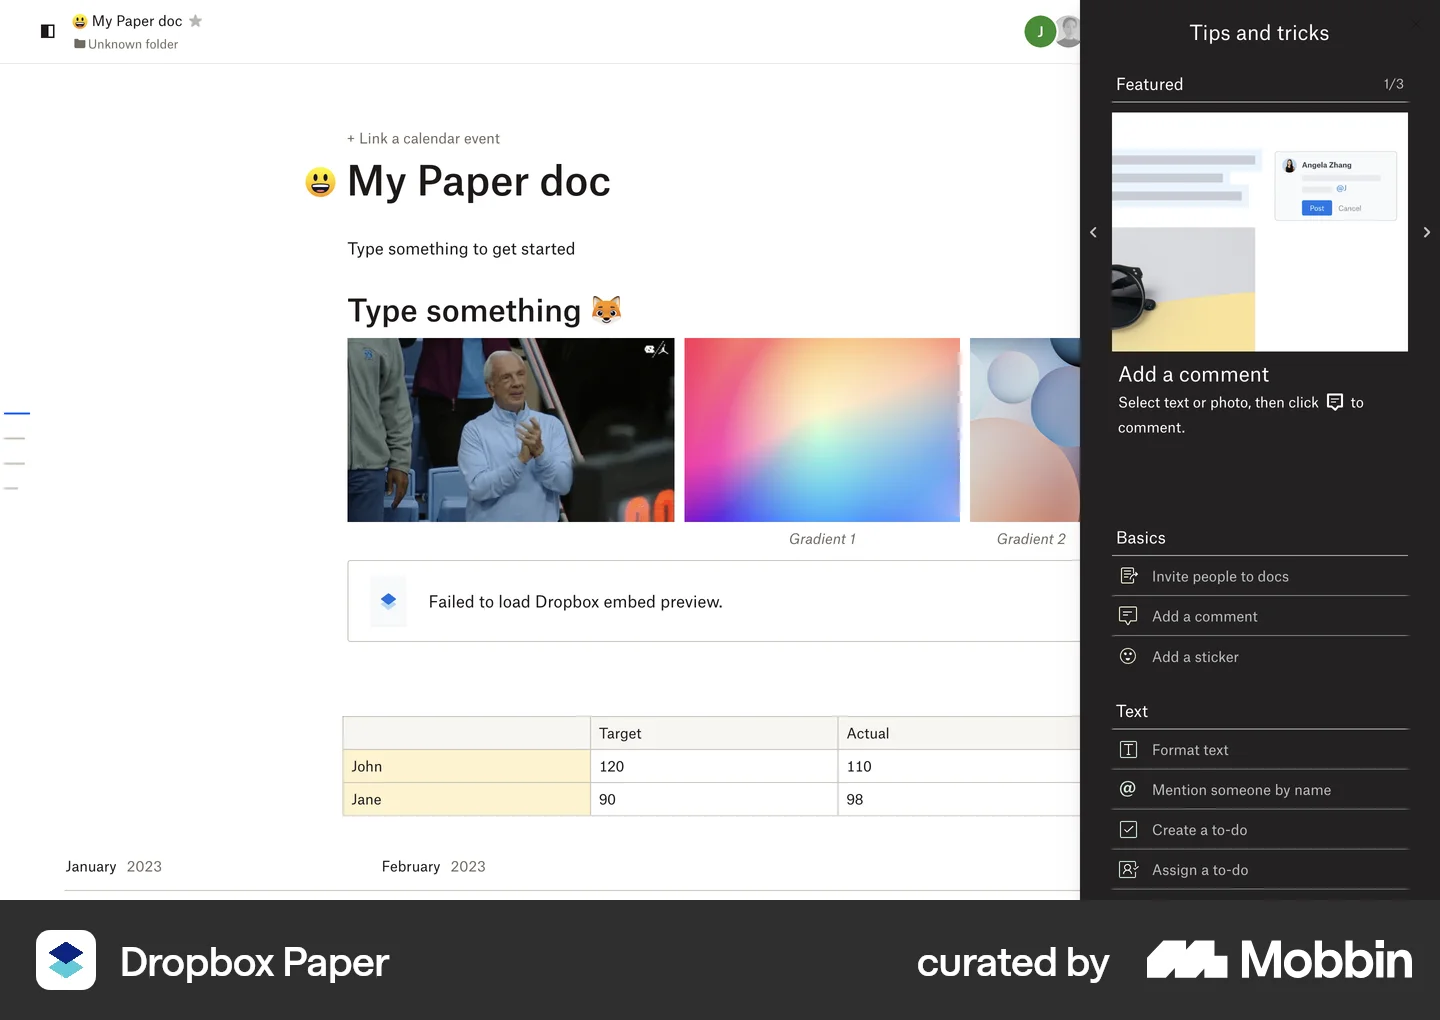 😃 My Paper doc
Unknown folder
J
+ Link a calendar event
😃 My Paper doc
Type something to get started
Type something 🦊
Gradient 1
Gradient 2
Failed to load Dropbox embed preview.
Target
Actual
John
120
110
Jane
90
98
January 2023
February 2023
Tips and tricks
Featured
1/3
Angela Zhang
@J
Post
Cancel
Add a comment
Select text or photo, then click to
comment.
Basics
Invite people to docs
Add a comment
Add a sticker
Text
Format text
@ Mention someone by name
Create a to-do
Assign a to-do
Dropbox Paper
curated by
Mobbin